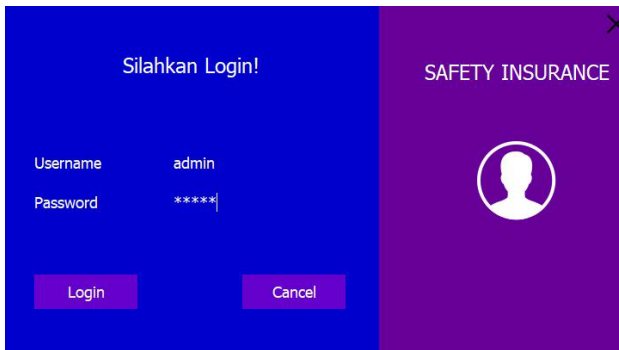 Silahkan Login!
SAFETY INSURANCE
Username admin
Password *****
Login Cancel